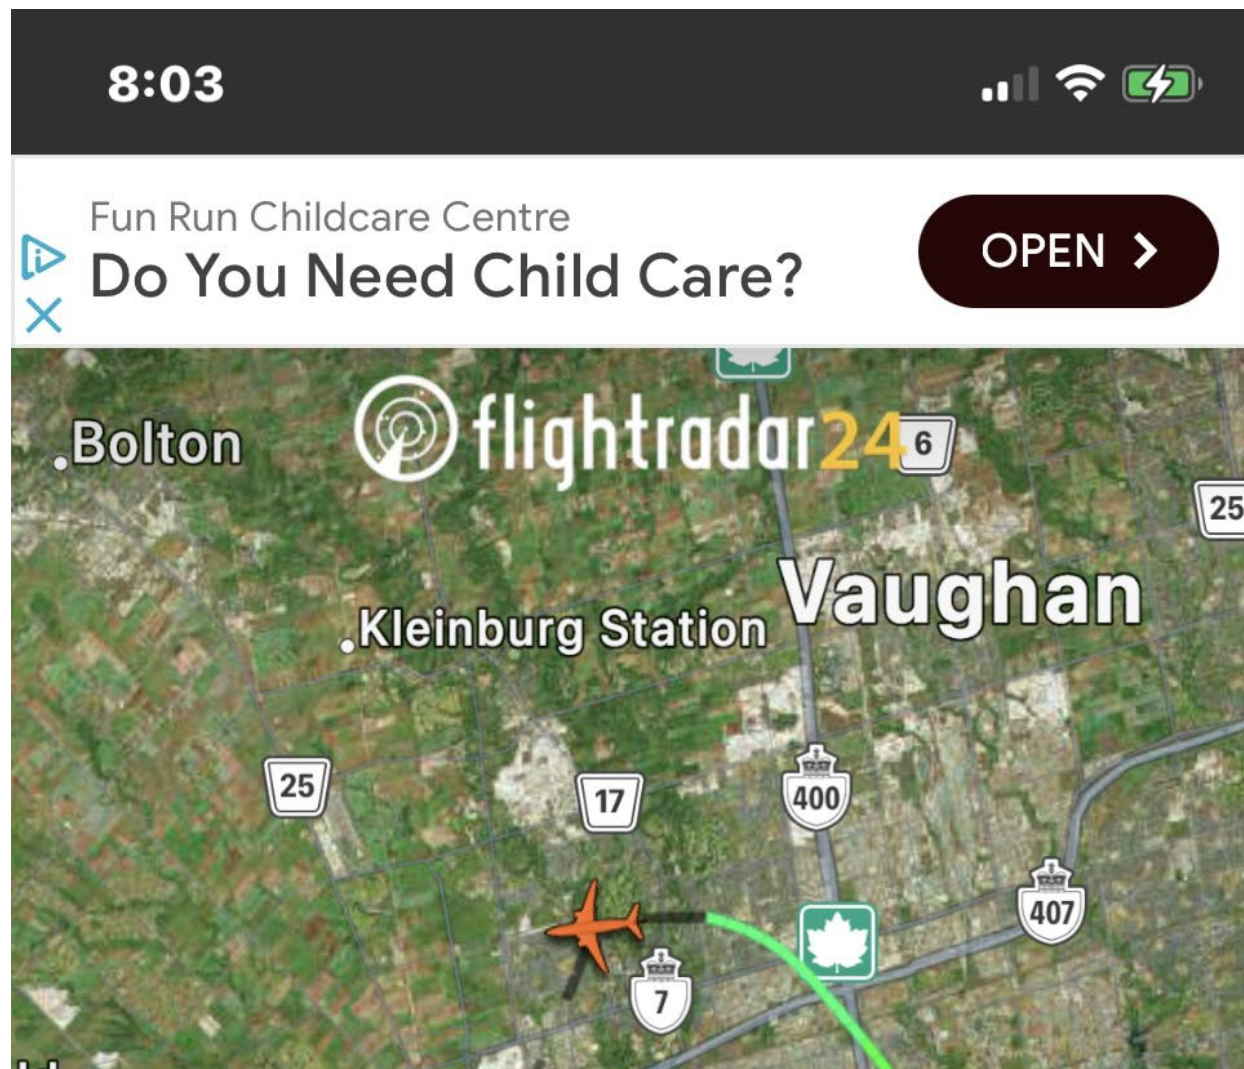 8:03
Fun Run Childcare Centre
Do You Need Child Care?
OPEN
flightradar24
6
Bolton
25
Vaughan
Kleinburg Station
25
17
400
407
7